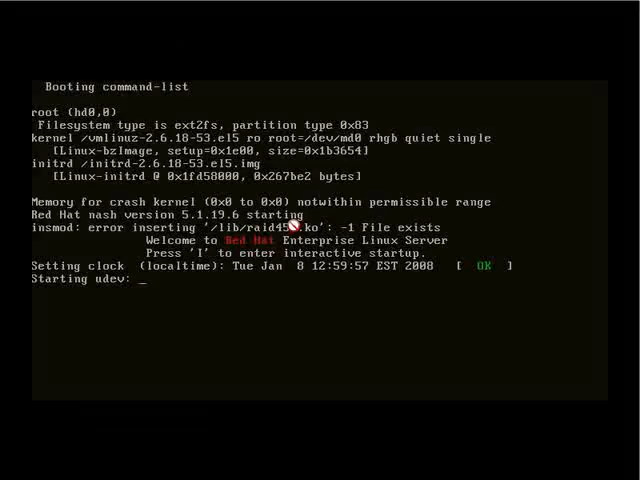 Booting command-list
root (hd0,0)
Filesystem type is ext2fs, partition type 0x83
kernel /vmlinuz-2.6.18-53.el5 ro root=/dev/md0 rhgb quiet single
[Linux-bzImage, setup=0x1e00, size=0x1b3654]
initrd /initrd-2.6.18-53.el5.img
[Linux-initrd @ 0x1fd58000, 0x267be2 bytes]
Memory for crash kernel (0x0 to 0x0) notwithin permissible range
Red Hat nash version 5.1.19.6 starting
insmod: error inserting -1 File exists
Welcome to Red Hat Enterprise Linux Server
Press 'I' to enter interactive startup.
Setting clock (localtime): Tue Jan 8 12:59:57 EST 2008 [ OK ]
Starting udev: _